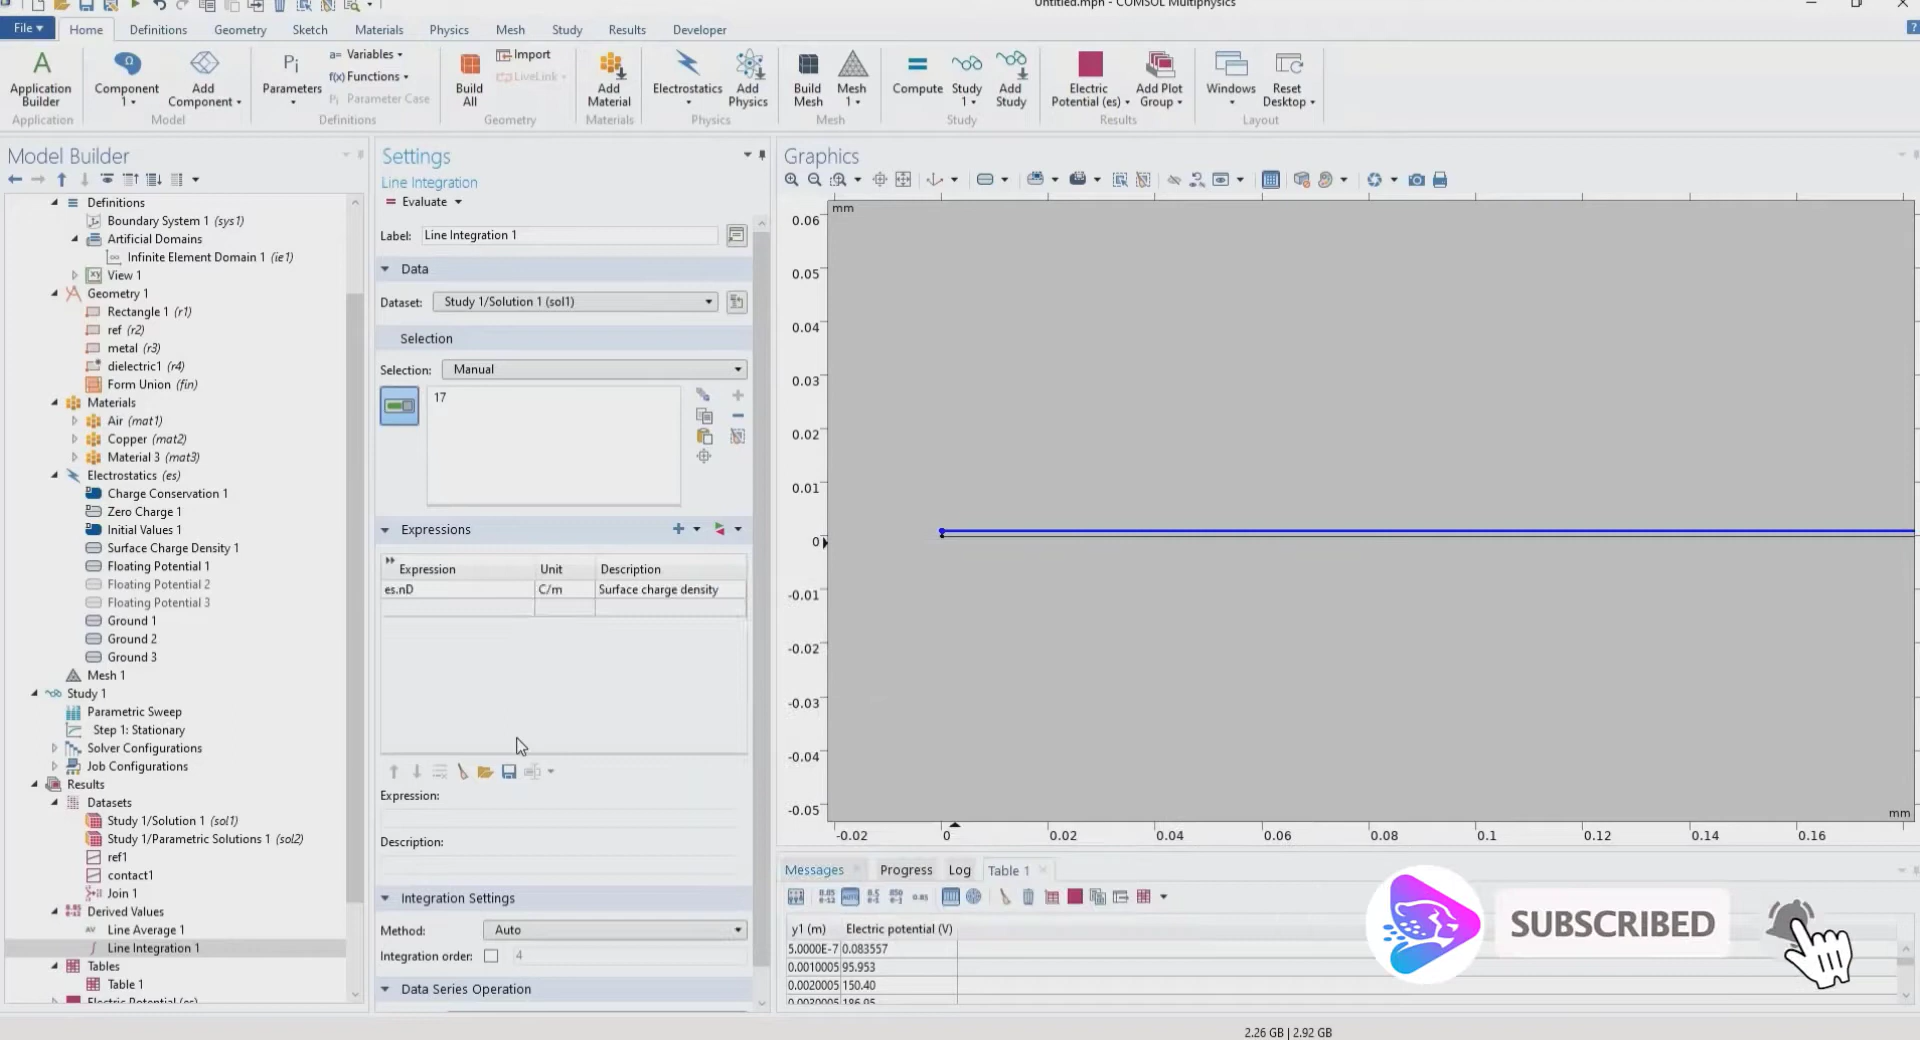 Untitled.mph - COMSOL Multiphysics
File Home Definitions Geometry Sketch Materials Physics Mesh Study Results Developer
Application Builder
Component 1
Add Component
Parameters
a= Variables
f(x) Functions
Pi Parameter Case
Build All
Import
LiveLink
Add Material
Electrostatics
Add Physics
Build Mesh
Mesh 1
Compute
Study 1
Add Study
Electric Potential (es)
Add Plot Group
Windows
Reset Desktop
Application Model Definitions Geometry Materials Physics Mesh Study Results Layout
Model Builder
Definitions
Boundary System 1 (sys1)
Artificial Domains
Infinite Element Domain 1 (ie1)
View 1
Geometry 1
Rectangle 1 (r1)
ref (r2)
metal (r3)
dielectric1 (r4)
Form Union (fin)
Materials
Air (mat1)
Copper (mat2)
Material 3 (mat3)
Electrostatics (es)
Charge Conservation 1
Zero Charge 1
Initial Values 1
Surface Charge Density 1
Floating Potential 1
Floating Potential 2
Floating Potential 3
Ground 1
Ground 2
Ground 3
Mesh 1
Study 1
Parametric Sweep
Step 1: Stationary
Solver Configurations
Job Configurations
Results
Datasets
Study 1/Solution 1 (sol1)
Study 1/Parametric Solutions 1 (sol2)
ref1
contact1
Join 1
Derived Values
Line Average 1
Line Integration 1
Tables
Table 1
Electric Potential (es)
Settings
Line Integration
= Evaluate
Label: Line Integration 1
Data
Dataset: Study 1/Solution 1 (sol1)
Selection
Selection: Manual
17
Expressions
Expression Unit Description
es.nD C/m Surface charge density
Expression:
Description:
Integration Settings
Method: Auto
Integration order: 4
Data Series Operation
Graphics
mm
0.06
0.05
0.04
0.03
0.02
0.01
0
-0.01
-0.02
-0.03
-0.04
-0.05
mm
-0.02 0 0.02 0.04 0.06 0.08 0.1 0.12 0.14 0.16
Messages Progress Log Table 1
y1 (m) Electric potential (V)
5.0000E-7 0.083557
0.0010005 95.953
0.0020005 150.40
0.0030005 186.95
SUBSCRIBED
2.26 GB | 2.92 GB